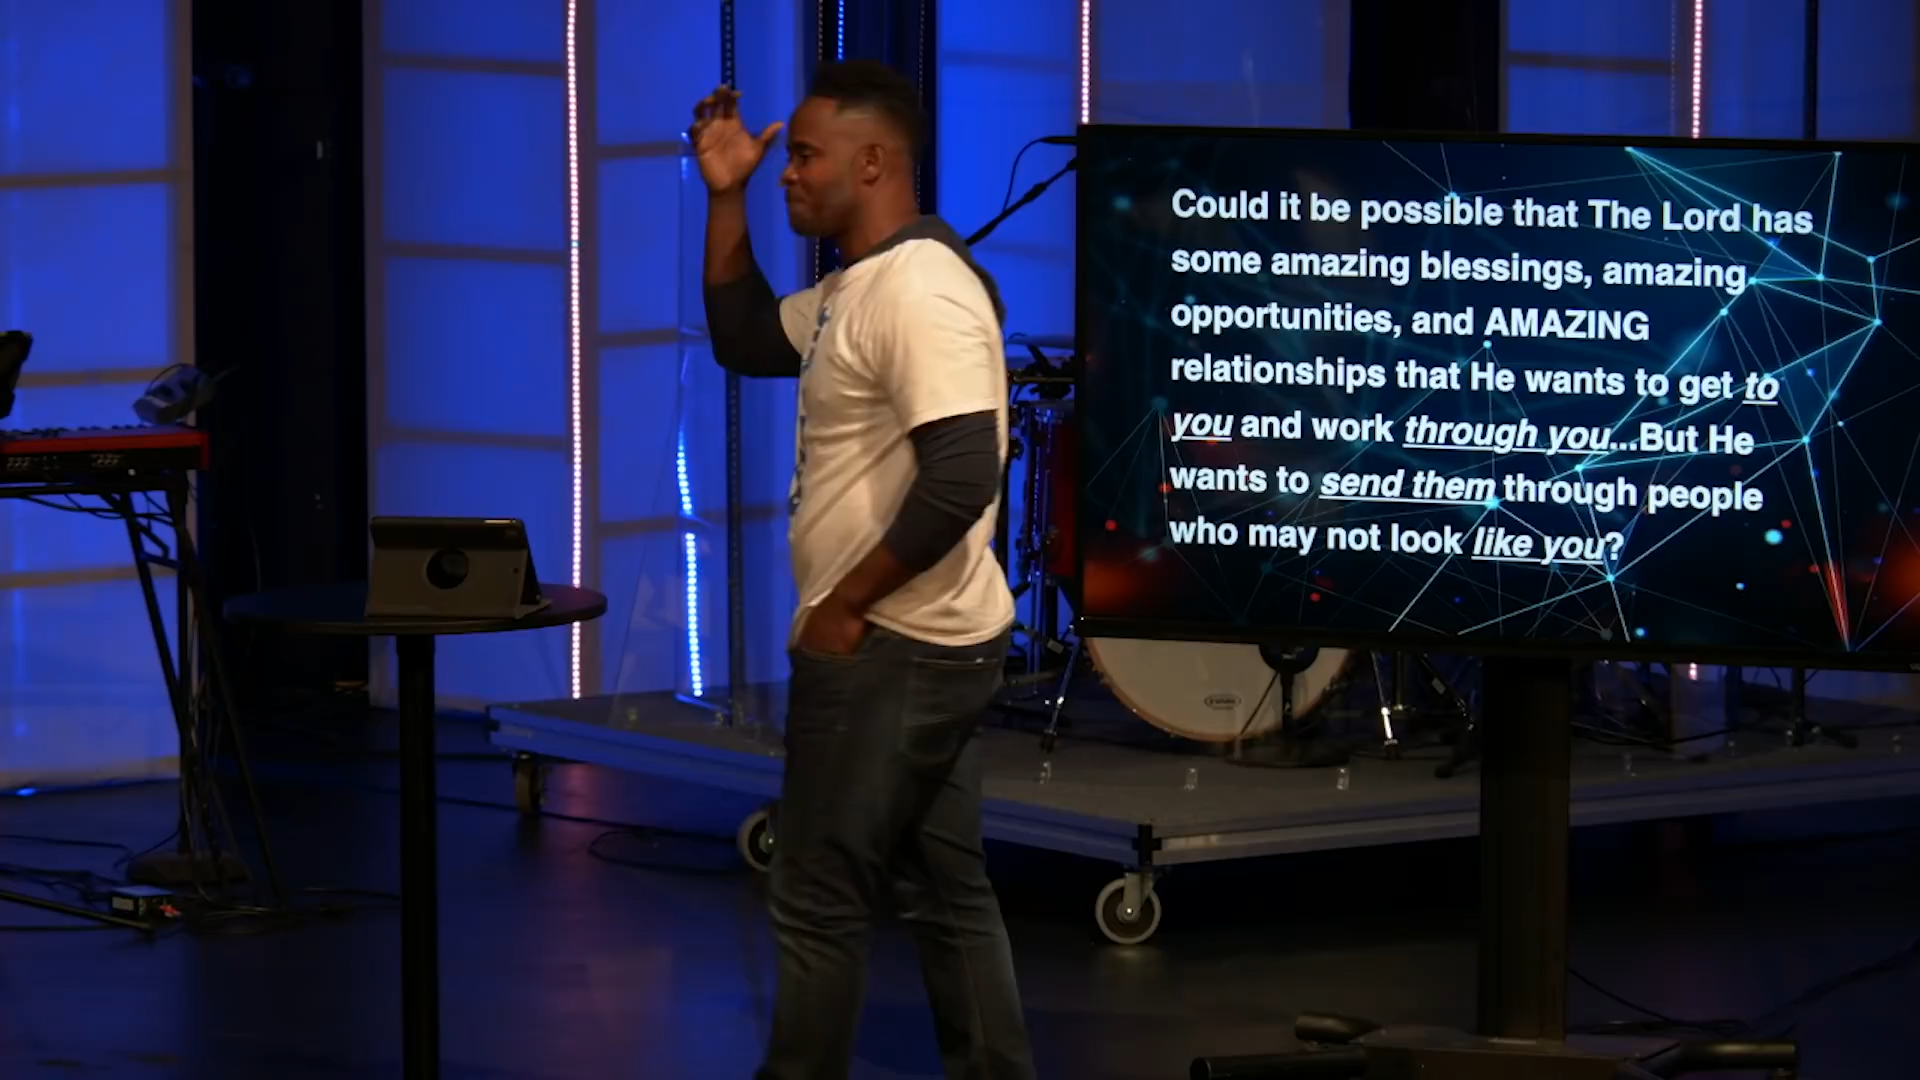 Could it be possible that The Lord has
some amazing blessings, amazing
opportunities, and AMAZING
relationships that He wants to get to
you and work through you...But He
wants to send them through people
who may not look like you?
EVANS